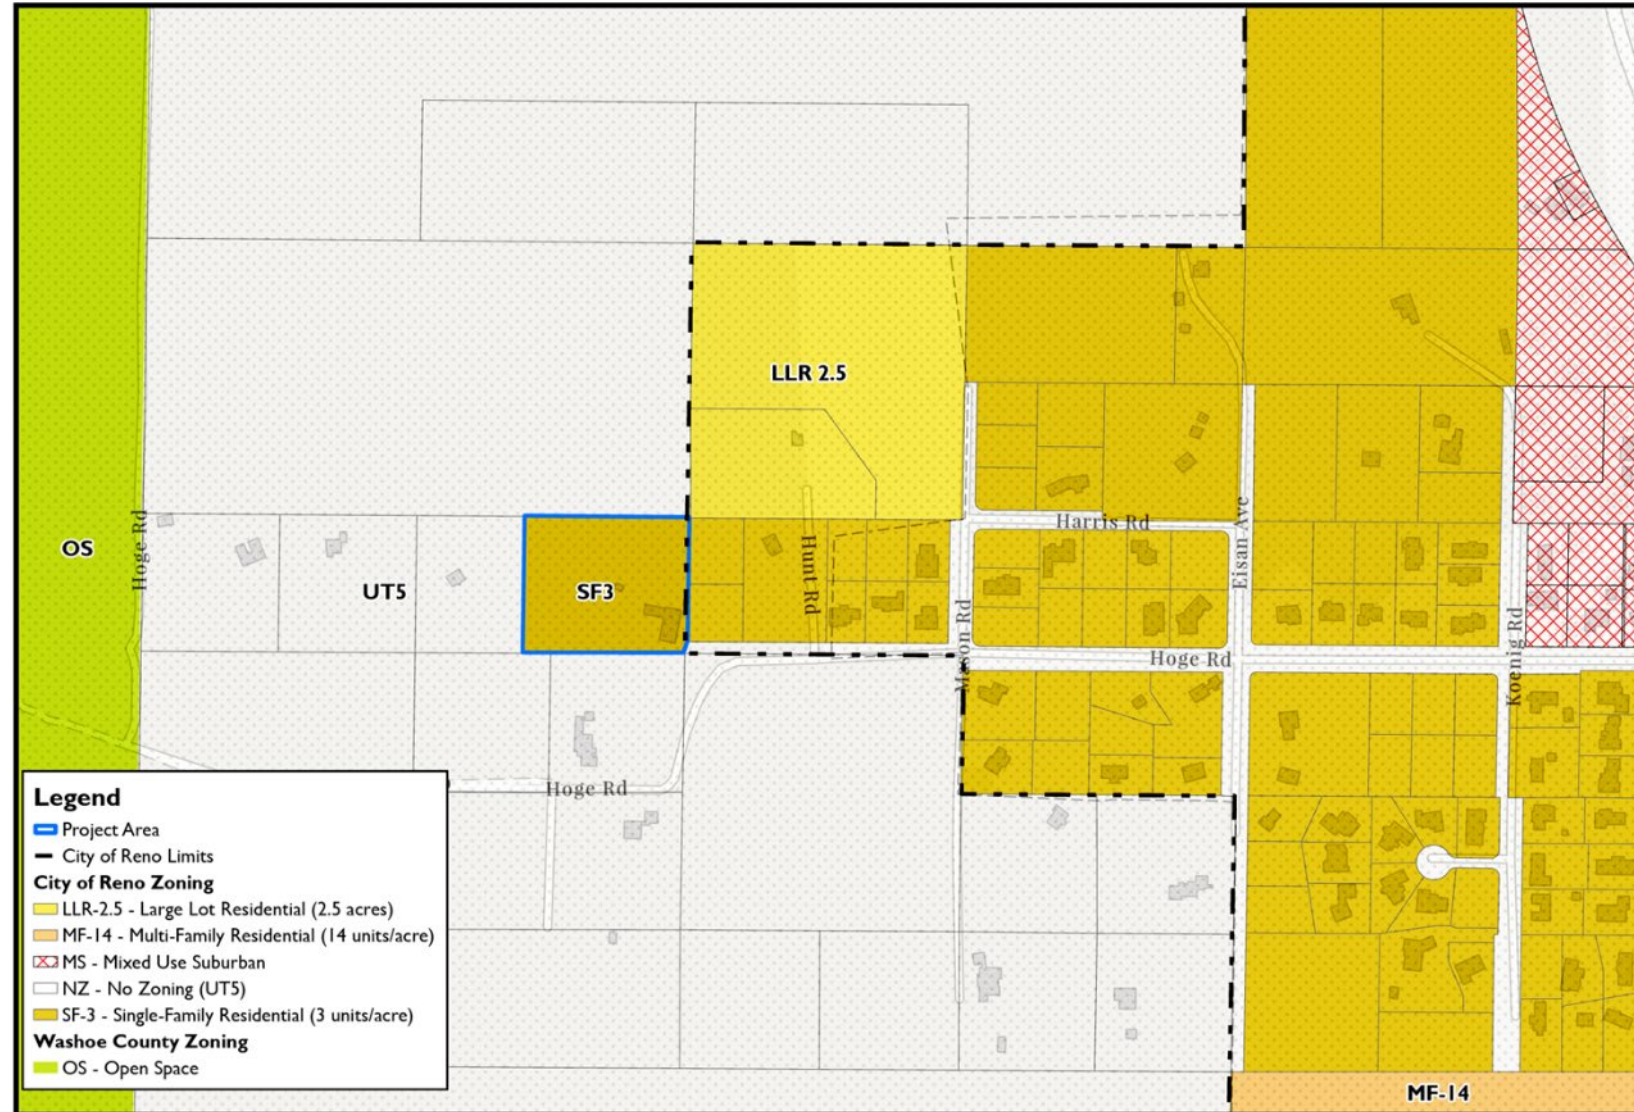 LLR 2.5
Harris Rd
OS
Hoge Rd
UT5
SF3
Hunt Rd
Eisan Ave
Mason Rd
Hoge Rd
Koenig Rd
Hoge Rd
Legend
Project Area
City of Reno Limits
City of Reno Zoning
LLR-2.5 - Large Lot Residential (2.5 acres)
MF-14 - Multi-Family Residential (14 units/acre)
MS - Mixed Use Suburban
NZ - No Zoning (UT5)
SF-3 - Single-Family Residential (3 units/acre)
Washoe County Zoning
OS - Open Space
MF-14